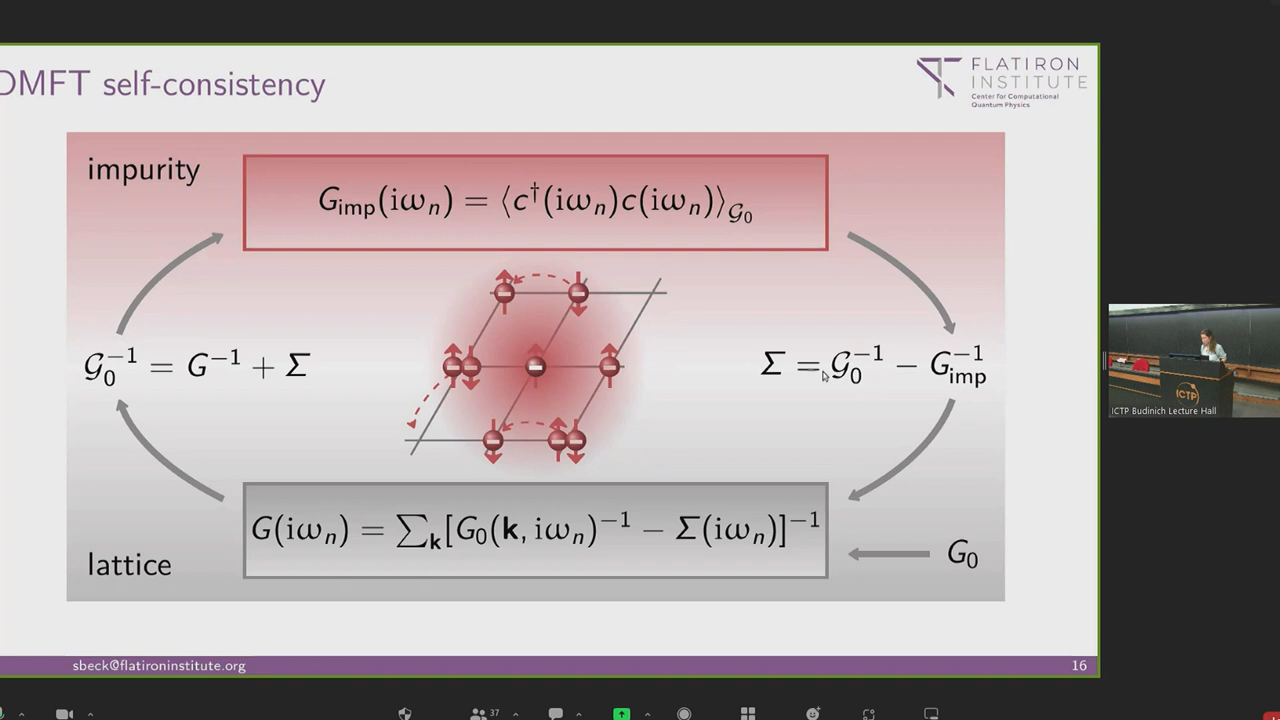 DMFT self-consistency
FLATIRON
INSTITUTE
Center for Computational
Quantum Physics
impurity
G_imp(iω_n) = ⟨c†(iω_n)c(iω_n)⟩_𝒢₀
𝒢₀⁻¹ = G⁻¹ + Σ
Σ = 𝒢₀⁻¹ − G_imp⁻¹
G(iω_n) = ∑_k[G₀(k, iω_n)⁻¹ − Σ(iω_n)]⁻¹
lattice
G₀
sbeck@flatironinstitute.org
16
ICTP
ICTP Budinich Lecture Hall
37